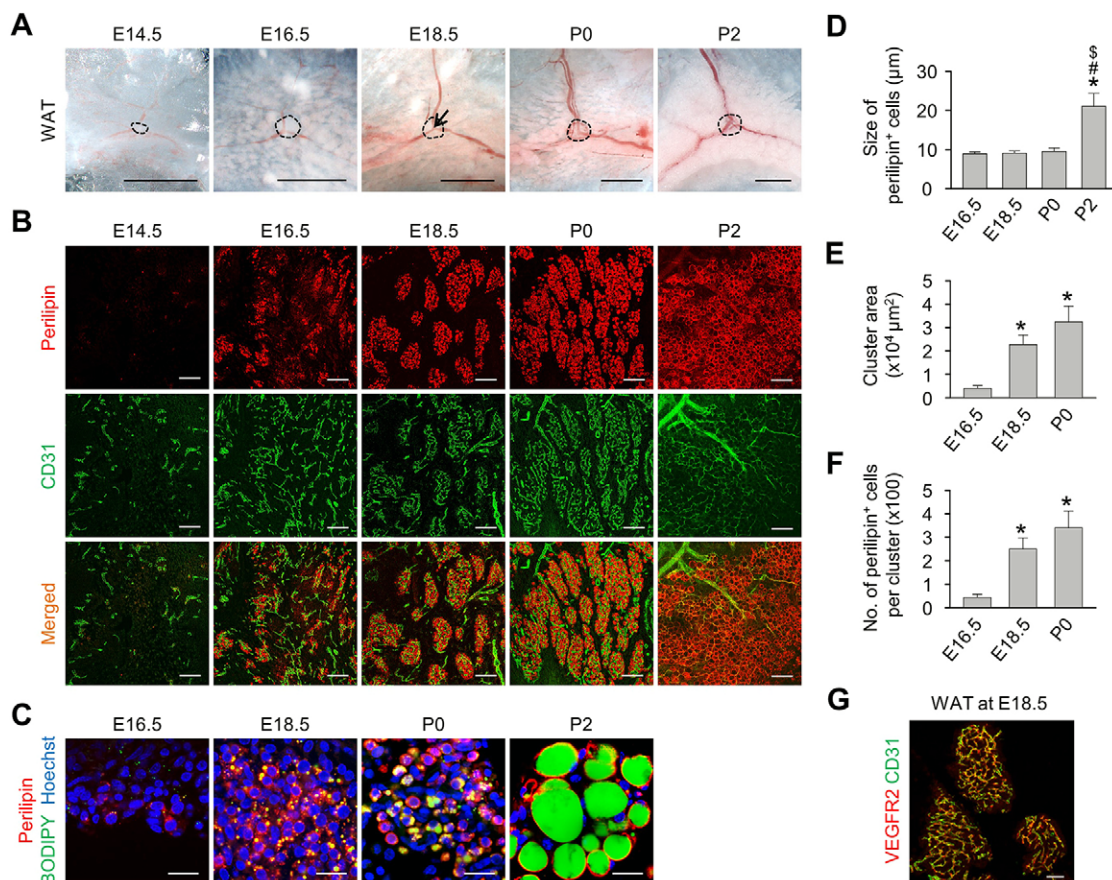 A
E14.5 E16.5 E18.5 P0 P2
WAT
B
E14.5 E16.5 E18.5 P0 P2
Perilipin
CD31
Merged
C
E16.5 E18.5 P0 P2
Perilipin
BODIPY Hoechst
D
Size of
perilipin⁺ cells (µm)
30
20
10
0
$
#
*
E16.5 E18.5 P0 P2
E
Cluster area
(x10⁴ µm²)
5
4
3
2
1
0
* *
E16.5 E18.5 P0
F
No. of perilipin⁺ cells
per cluster (x100)
5
4
3
2
1
0
* *
E16.5 E18.5 P0
G
WAT at E18.5
VEGFR2 CD31